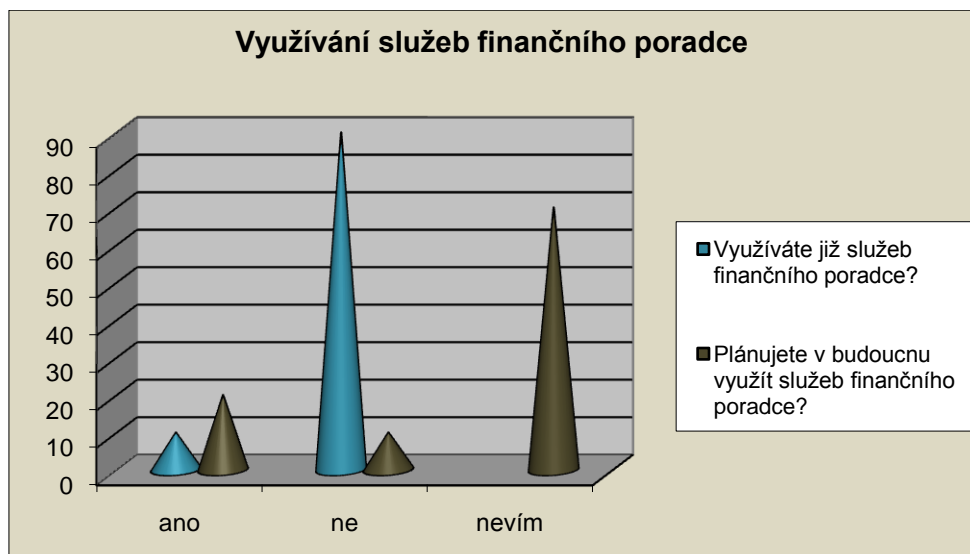 Využívání služeb finančního poradce
90
80
70
60
50
40
30
20
10
0
ano ne nevím
Využíváte již služeb
finančního poradce?
Plánujete v budoucnu
využít služeb finančního
poradce?